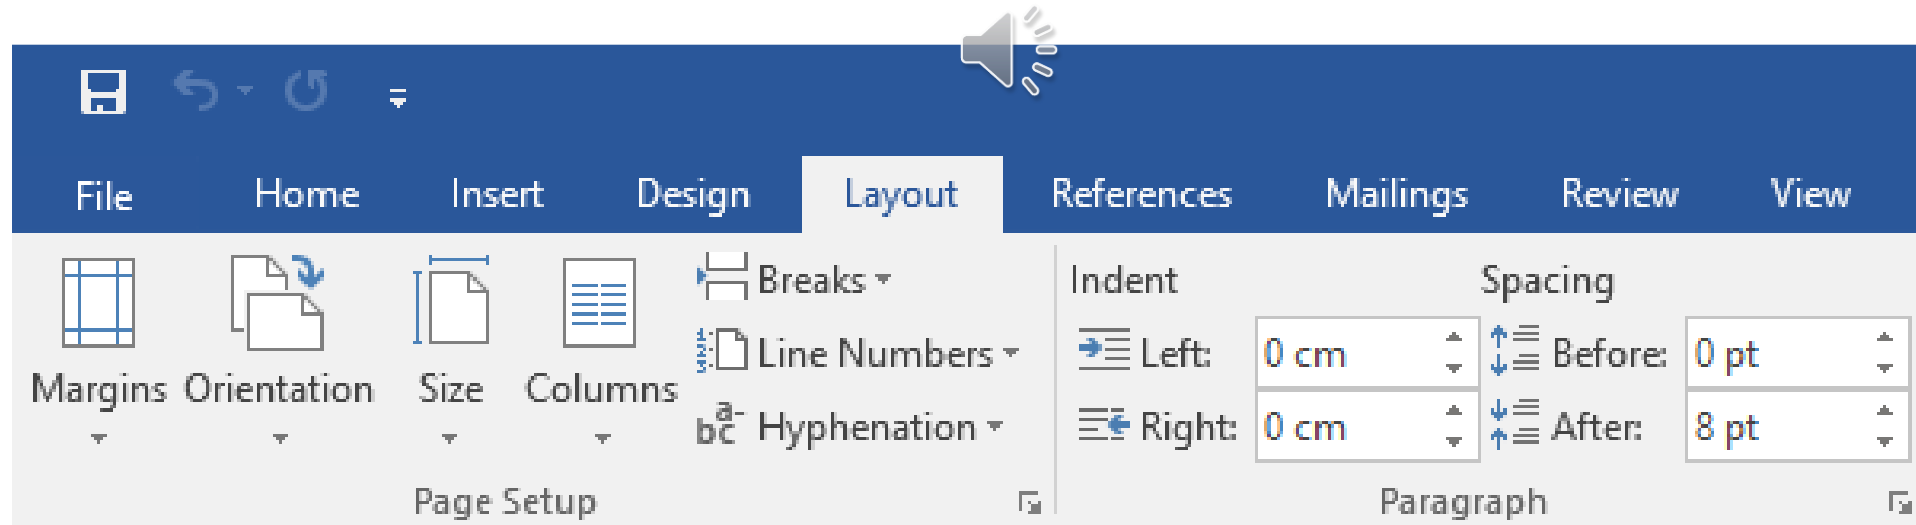 File Home Insert Design Layout References Mailings Review View
Breaks Indent Spacing
Line Numbers Left: 0 cm Before: 0 pt
Margins Orientation Size Columns
bc a- Hyphenation Right: 0 cm After: 8 pt
Page Setup Paragraph